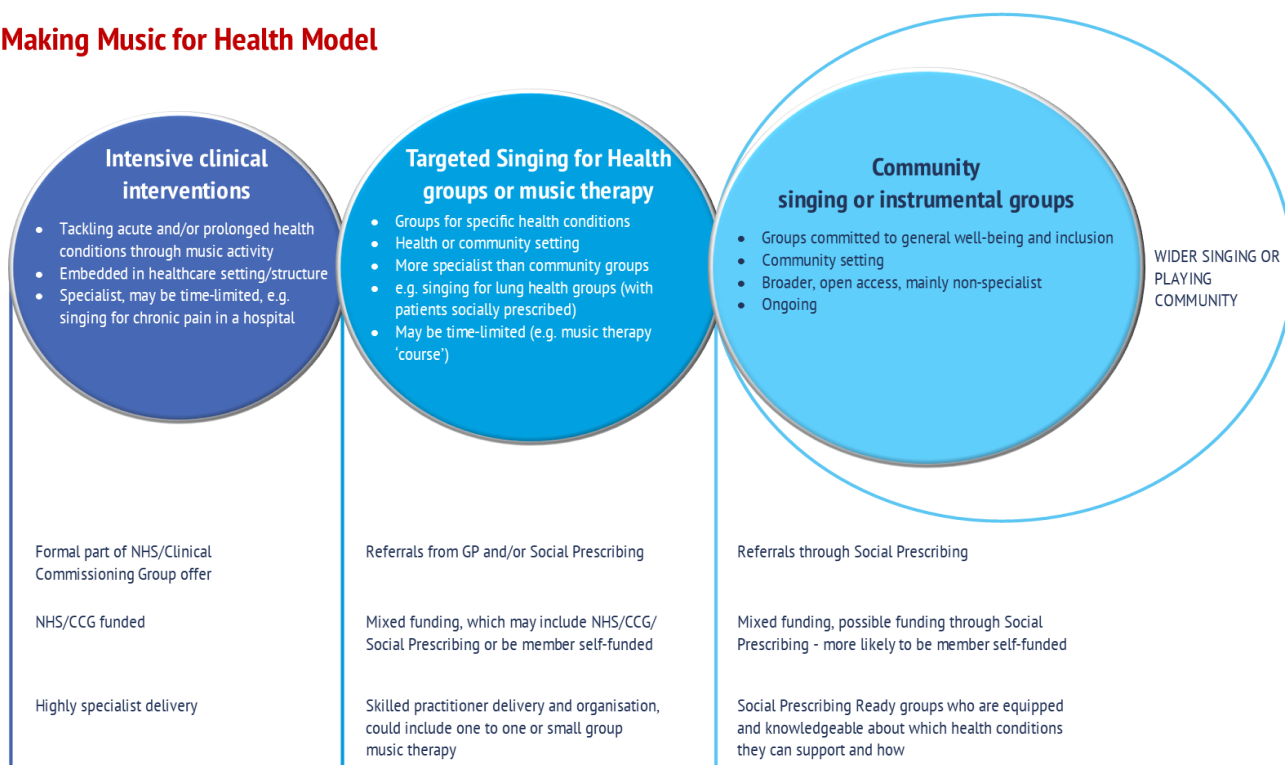 Making Music for Health Model
Intensive clinical
interventions
● Tackling acute and/or prolonged health
conditions through music activity
● Embedded in healthcare setting/structure
● Specialist, may be time-limited, e.g.
singing for chronic pain in a hospital
Targeted Singing for Health
groups or music therapy
● Groups for specific health conditions
● Health or community setting
● More specialist than community groups
● e.g. singing for lung health groups (with
patients socially prescribed)
● May be time-limited (e.g. music therapy
‘course’)
Community
singing or instrumental groups
● Groups committed to general well-being and inclusion
● Community setting
● Broader, open access, mainly non-specialist
● Ongoing
WIDER SINGING OR
PLAYING
COMMUNITY
Formal part of NHS/Clinical
Commissioning Group offer
Referrals from GP and/or Social Prescribing
Referrals through Social Prescribing
NHS/CCG funded
Mixed funding, which may include NHS/CCG/
Social Prescribing or be member self-funded
Mixed funding, possible funding through Social
Prescribing - more likely to be member self-funded
Highly specialist delivery
Skilled practitioner delivery and organisation,
could include one to one or small group
music therapy
Social Prescribing Ready groups who are equipped
and knowledgeable about which health conditions
they can support and how